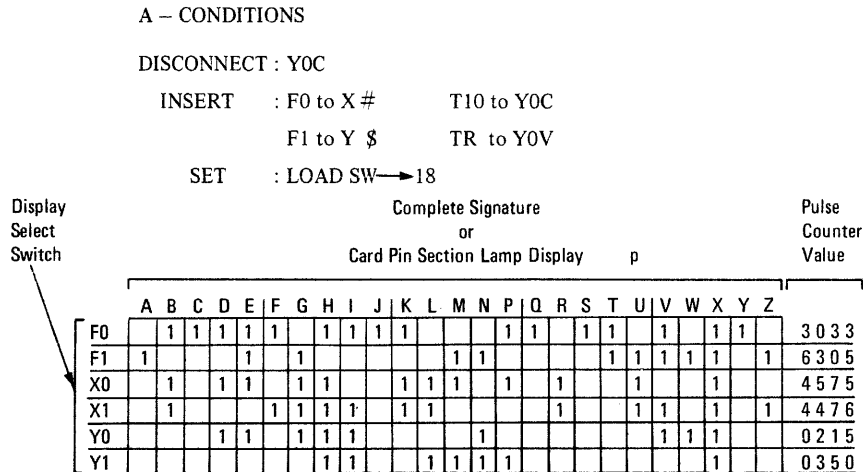 A – CONDITIONS
DISCONNECT : Y0C
INSERT : F0 to X # T10 to Y0C
F1 to Y $ TR to Y0V
SET : LOAD SW→18
Display
Select
Switch
Complete Signature
or
Card Pin Section Lamp Display p
Pulse
Counter
Value
A B C D E F G H I J K L M N P Q R S T U V W X Y Z
F0 1 1 1 1 1 1 1 1 1 1 1 1 1 1 1 1 3033
F1 1 1 1 1 1 1 1 1 1 1 1 6305
X0 1 1 1 1 1 1 1 1 1 1 1 1 4575
X1 1 1 1 1 1 1 1 1 1 1 1 1 4476
Y0 1 1 1 1 1 1 1 1 1 0215
Y1 1 1 1 1 1 1 1 0350